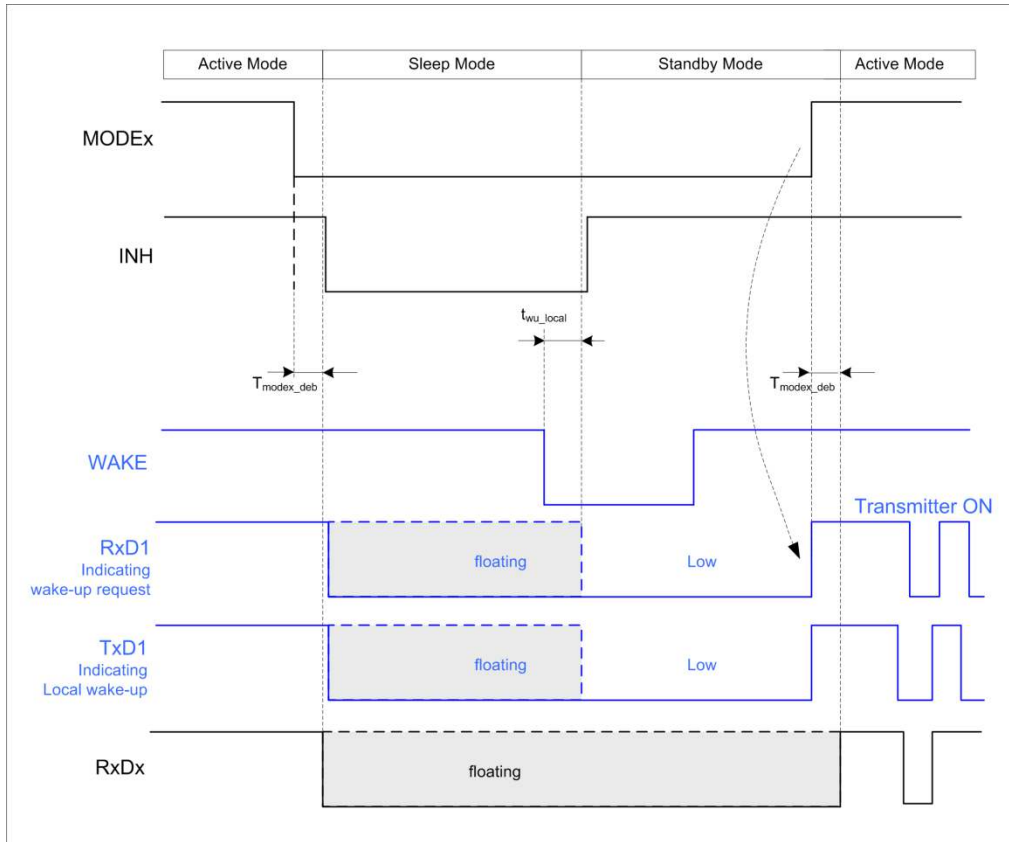 Active Mode
Sleep Mode
Standby Mode
Active Mode
MODEx
INH
twu_local
Tmodex_deb
Tmodex_deb
WAKE
Transmitter ON
RxD1
Indicating
wake-up request
floating
Low
TxD1
Indicating
Local wake-up
floating
Low
RxDx
floating